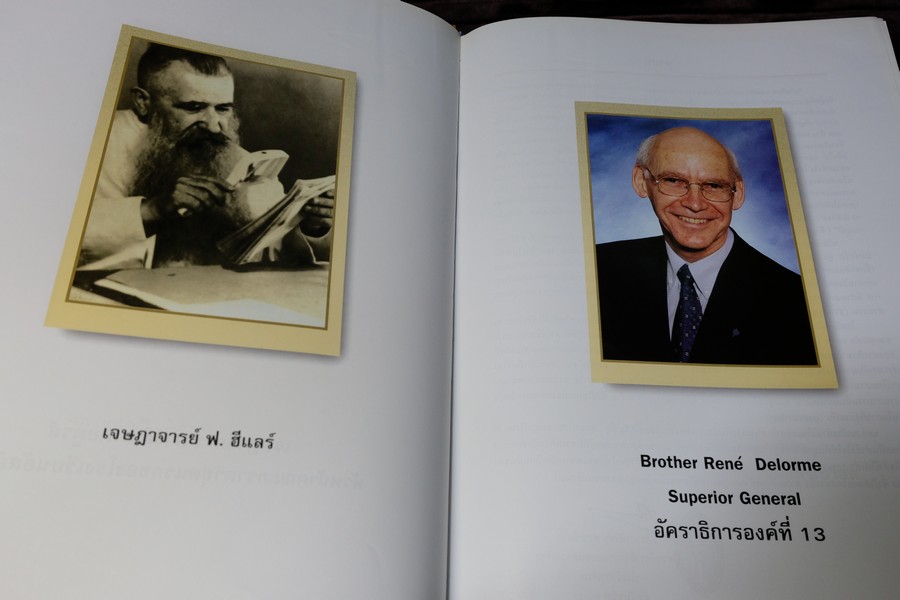 เจษฎาจารย์ ฟ. ฮีแลร์
Brother René Delorme
Superior General
อัคราธิการองค์ที่ 13